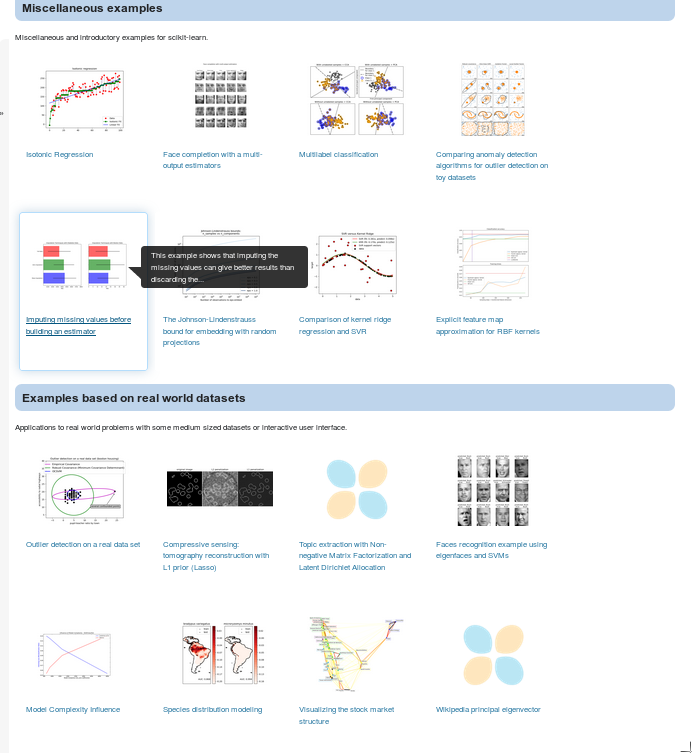 Miscellaneous examples
Miscellaneous and introductory examples for scikit-learn.
Isotonic Regression
Face completion with a multi-
output estimators
Multilabel classification
Comparing anomaly detection
algorithms for outlier detection on
toy datasets
This example shows that imputing the
missing values can give better results than
discarding the...
Imputing missing values before
building an estimator
The Johnson-Lindenstrauss
bound for embedding with random
projections
Comparison of kernel ridge
regression and SVR
Explicit feature map
approximation for RBF kernels
Examples based on real world datasets
Applications to real world problems with some medium sized datasets or interactive user interface.
Outlier detection on a real data set
Compressive sensing:
tomography reconstruction with
L1 prior (Lasso)
Topic extraction with Non-
negative Matrix Factorization and
Latent Dirichlet Allocation
Faces recognition example using
eigenfaces and SVMs
Model Complexity Influence
Species distribution modeling
Visualizing the stock market
structure
Wikipedia principal eigenvector